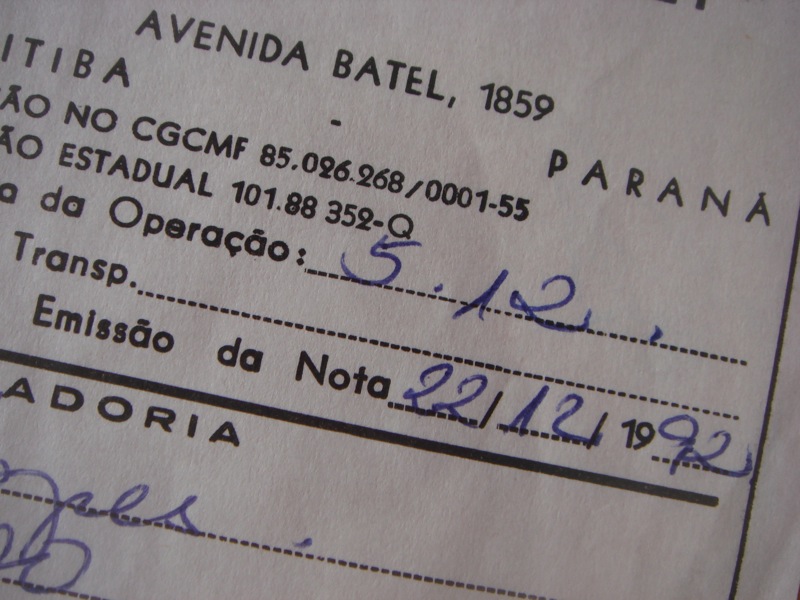 AVENIDA BATEL, 1859
ITIBA - PARANÁ
ÃO NO CGCMF 85.026.268/0001-55
ÃO ESTADUAL 101.88 352-Q
a da Operação: 5.12.
Transp.
Emissão da Nota 22/12/1992
ADORIA